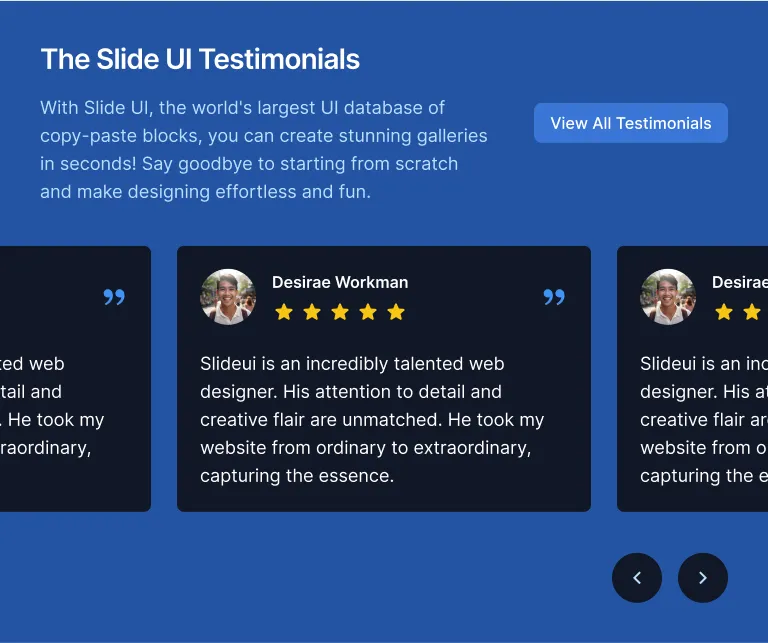 The Slide UI Testimonials
With Slide UI, the world's largest UI database of
copy-paste blocks, you can create stunning galleries
in seconds! Say goodbye to starting from scratch
and make designing effortless and fun.
View All Testimonials
”
ted web
tail and
. He took my
raordinary,
Desirae Workman
”
Slideui is an incredibly talented web
designer. His attention to detail and
creative flair are unmatched. He took my
website from ordinary to extraordinary,
capturing the essence.
Desirae
Slideui is an inc
designer. His at
creative flair ar
website from o
capturing the e